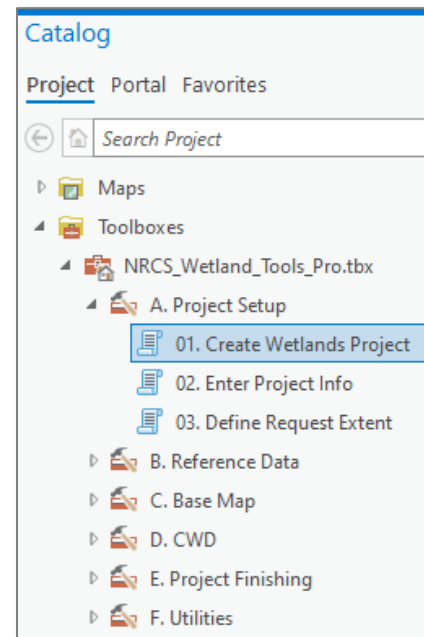 Catalog
Project Portal Favorites
Search Project
Maps
Toolboxes
NRCS_Wetland_Tools_Pro.tbx
A. Project Setup
01. Create Wetlands Project
02. Enter Project Info
03. Define Request Extent
B. Reference Data
C. Base Map
D. CWD
E. Project Finishing
F. Utilities